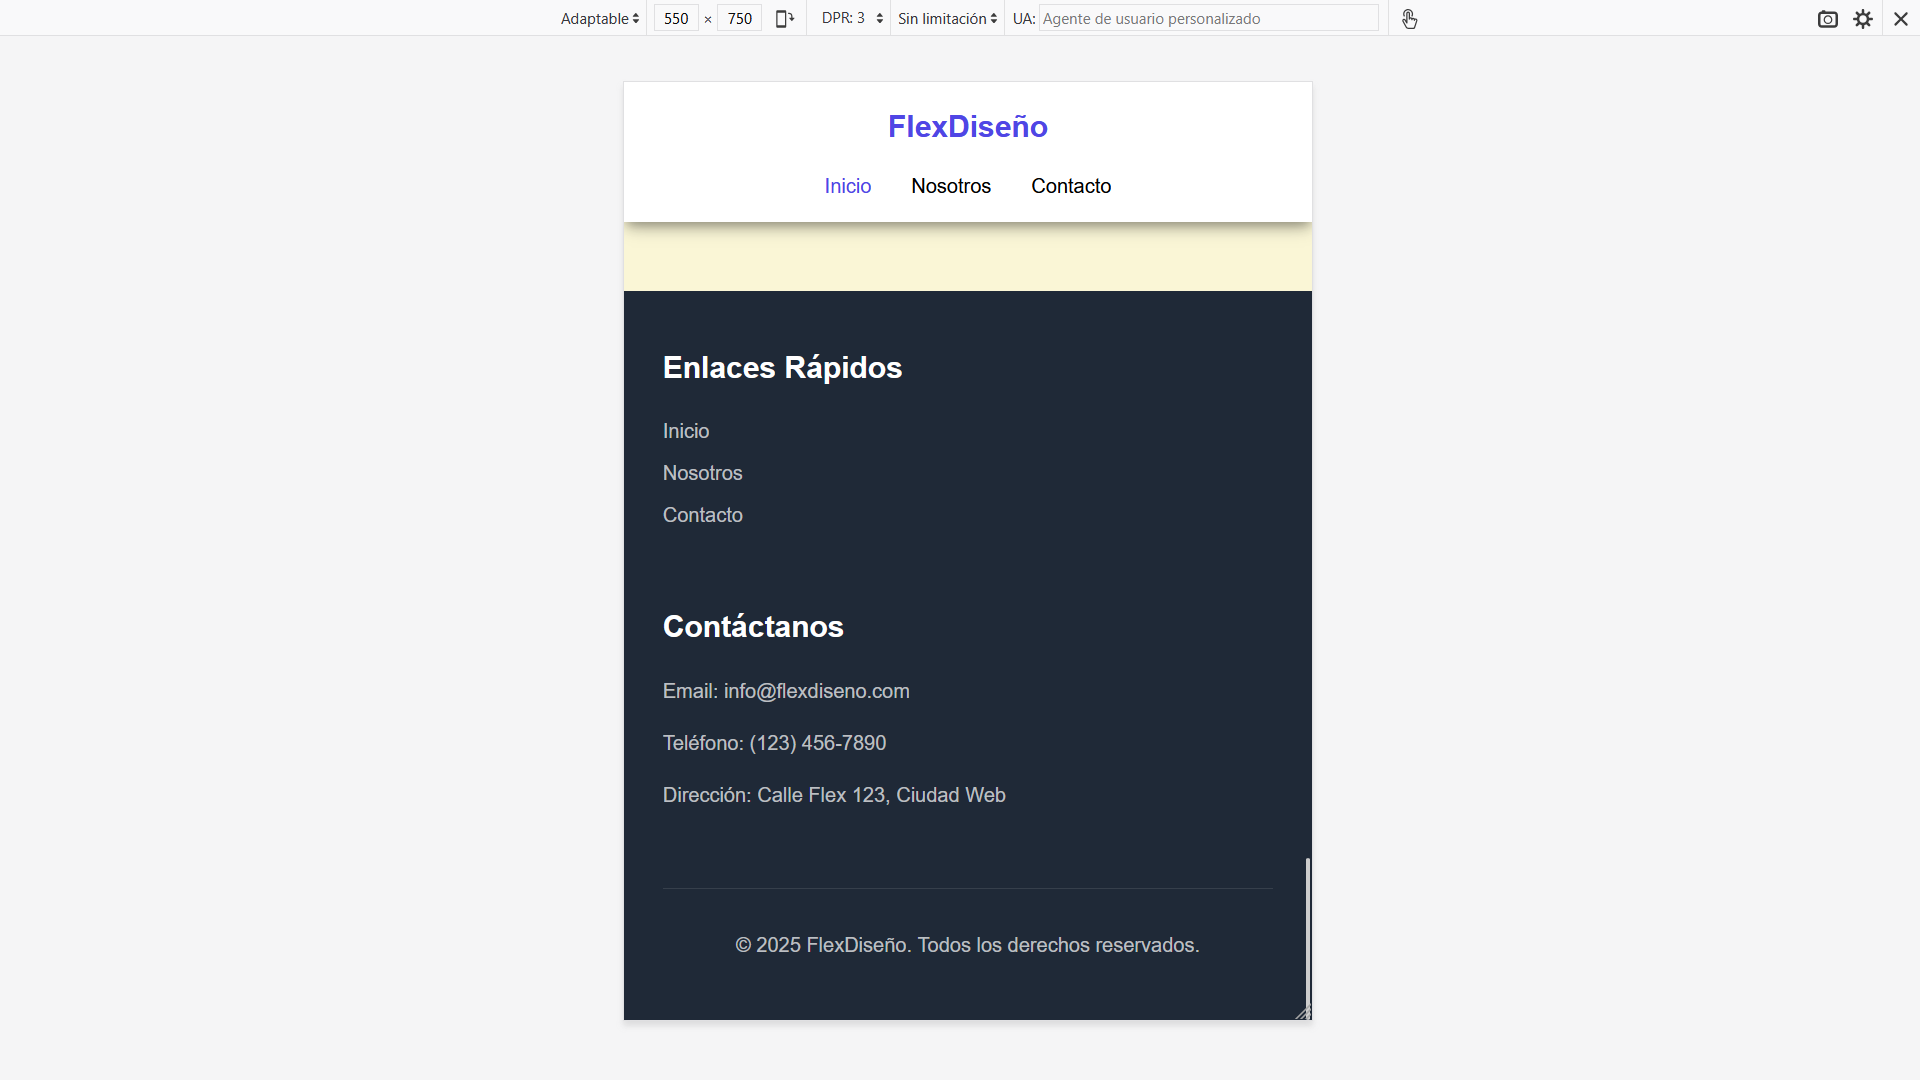 Adaptable 550 × 750 DPR: 3 Sin limitación UA: Agente de usuario personalizado
FlexDiseño
Inicio Nosotros Contacto
Enlaces Rápidos
Inicio
Nosotros
Contacto
Contáctanos
Email: info@flexdiseno.com
Teléfono: (123) 456-7890
Dirección: Calle Flex 123, Ciudad Web
© 2025 FlexDiseño. Todos los derechos reservados.